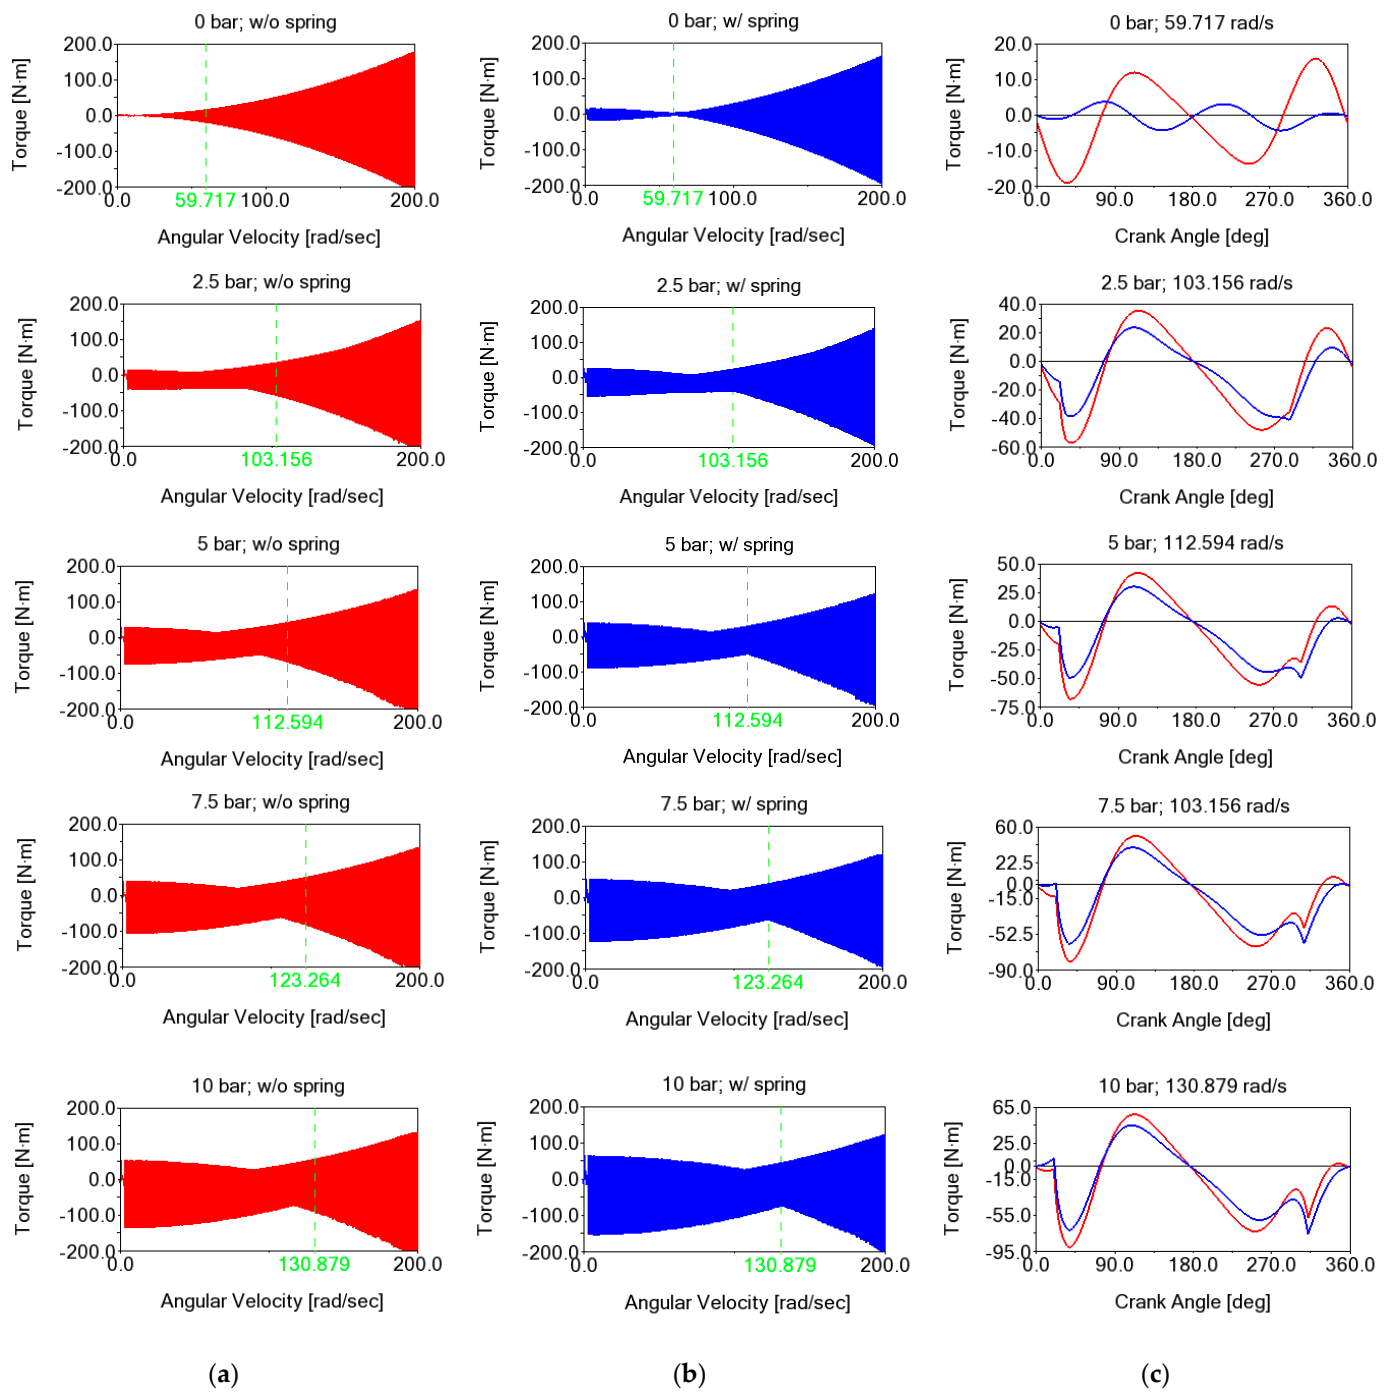 0 bar; w/o spring
0 bar; w/ spring
0 bar; 59.717 rad/s
Torque [N·m]
200.0
100.0
0.0
-100.0
-200.0
0.0
59.717
100.0
200.0
Angular Velocity [rad/sec]
Torque [N·m]
200.0
100.0
0.0
-100.0
-200.0
0.0
59.717
100.0
200.0
Angular Velocity [rad/sec]
Torque [N·m]
20.0
10.0
0.0
-10.0
-20.0
0.0
90.0
180.0
270.0
360.0
Crank Angle [deg]
2.5 bar; w/o spring
2.5 bar; w/ spring
2.5 bar; 103.156 rad/s
Torque [N·m]
200.0
100.0
0.0
-100.0
-200.0
0.0
103.156
200.0
Angular Velocity [rad/sec]
Torque [N·m]
200.0
100.0
0.0
-100.0
-200.0
0.0
103.156
200.0
Angular Velocity [rad/sec]
Torque [N·m]
40.0
20.0
0.0
-20.0
-40.0
-60.0
0.0
90.0
180.0
270.0
360.0
Crank Angle [deg]
5 bar; w/o spring
5 bar; w/ spring
5 bar; 112.594 rad/s
Torque [N·m]
200.0
100.0
0.0
-100.0
-200.0
0.0
112.594
200.0
Angular Velocity [rad/sec]
Torque [N·m]
200.0
100.0
0.0
-100.0
-200.0
0.0
112.594
200.0
Angular Velocity [rad/sec]
Torque [N·m]
50.0
25.0
0.0
-25.0
-50.0
-75.0
0.0
90.0
180.0
270.0
360.0
Crank Angle [deg]
7.5 bar; w/o spring
7.5 bar; w/ spring
7.5 bar; 103.156 rad/s
Torque [N·m]
200.0
100.0
0.0
-100.0
-200.0
0.0
123.264
200.0
Angular Velocity [rad/sec]
Torque [N·m]
200.0
100.0
0.0
-100.0
-200.0
0.0
123.264
200.0
Angular Velocity [rad/sec]
Torque [N·m]
60.0
22.5
0.0
-15.0
-52.5
-90.0
0.0
90.0
180.0
270.0
360.0
Crank Angle [deg]
10 bar; w/o spring
10 bar; w/ spring
10 bar; 130.879 rad/s
Torque [N·m]
200.0
100.0
0.0
-100.0
-200.0
0.0
130.879
200.0
Angular Velocity [rad/sec]
Torque [N·m]
200.0
100.0
0.0
-100.0
-200.0
0.0
130.879
200.0
Angular Velocity [rad/sec]
Torque [N·m]
65.0
25.0
0.0
-15.0
-55.0
-95.0
0.0
90.0
180.0
270.0
360.0
Crank Angle [deg]
(a)
(b)
(c)